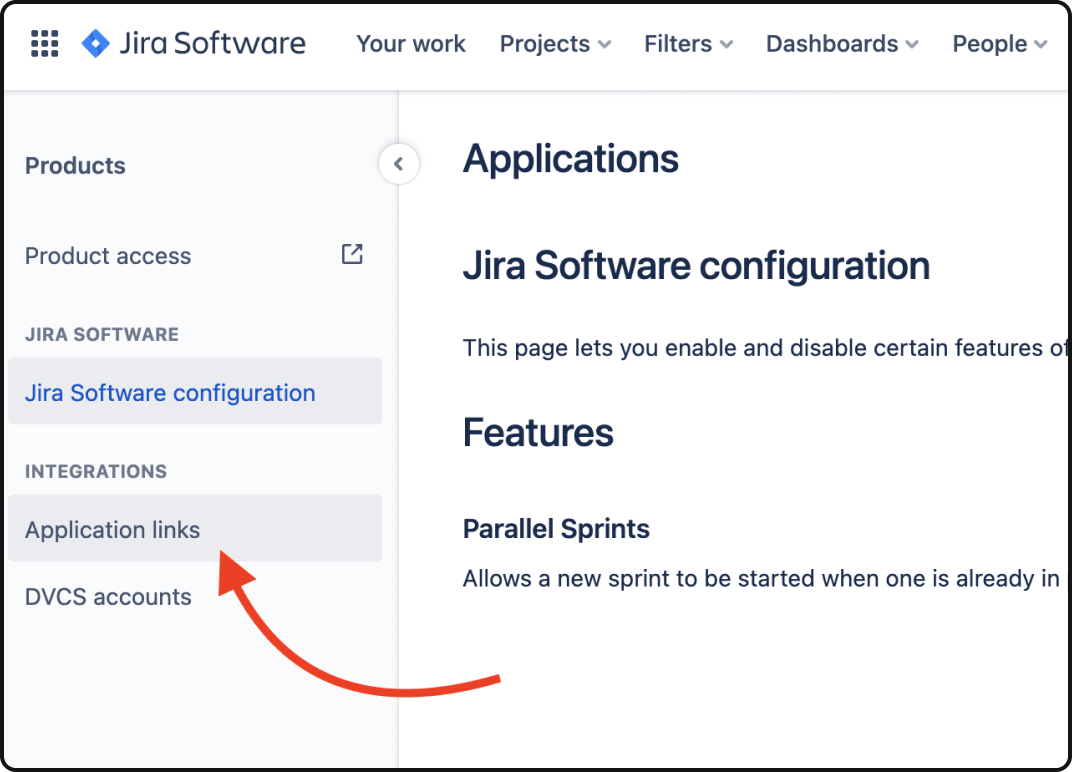 Jira Software
Your work
Projects
Filters
Dashboards
People
Products
Product access
JIRA SOFTWARE
Jira Software configuration
INTEGRATIONS
Application links
DVCS accounts
Applications
Jira Software configuration
This page lets you enable and disable certain features of
Features
Parallel Sprints
Allows a new sprint to be started when one is already in